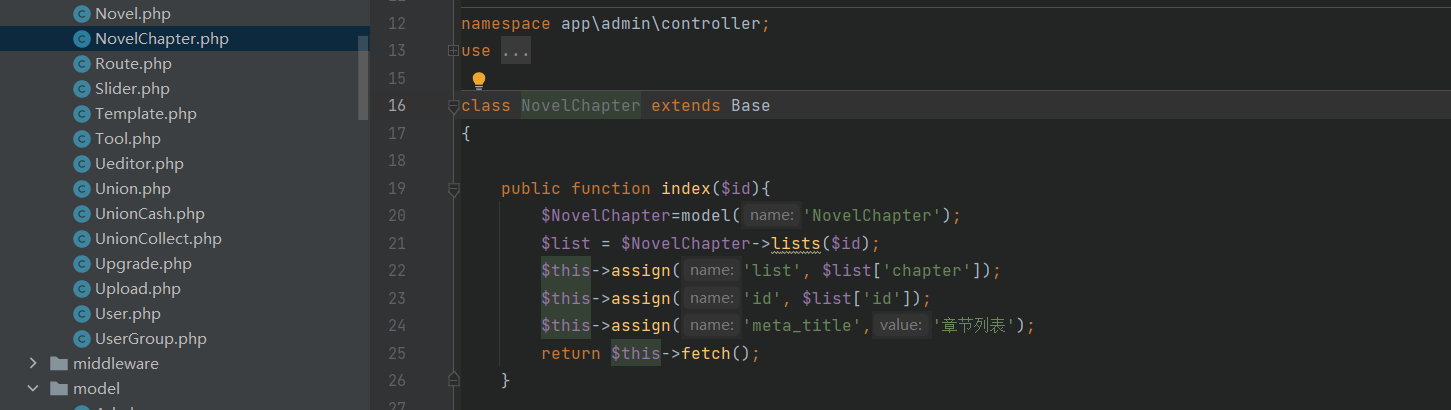 Novel.php
NovelChapter.php
Route.php
Slider.php
Template.php
Tool.php
Ueditor.php
Union.php
UnionCash.php
UnionCollect.php
Upgrade.php
Upload.php
User.php
UserGroup.php
middleware
model
12 namespace app\admin\controller;
13 use ...
15
16 class NovelChapter extends Base
17 {
18
19 public function index($id){
20 $NovelChapter=model( name: 'NovelChapter');
21 $list = $NovelChapter->lists($id);
22 $this->assign( name: 'list', $list['chapter']);
23 $this->assign( name: 'id', $list['id']);
24 $this->assign( name: 'meta_title', value: '章节列表');
25 return $this->fetch();
26 }
27